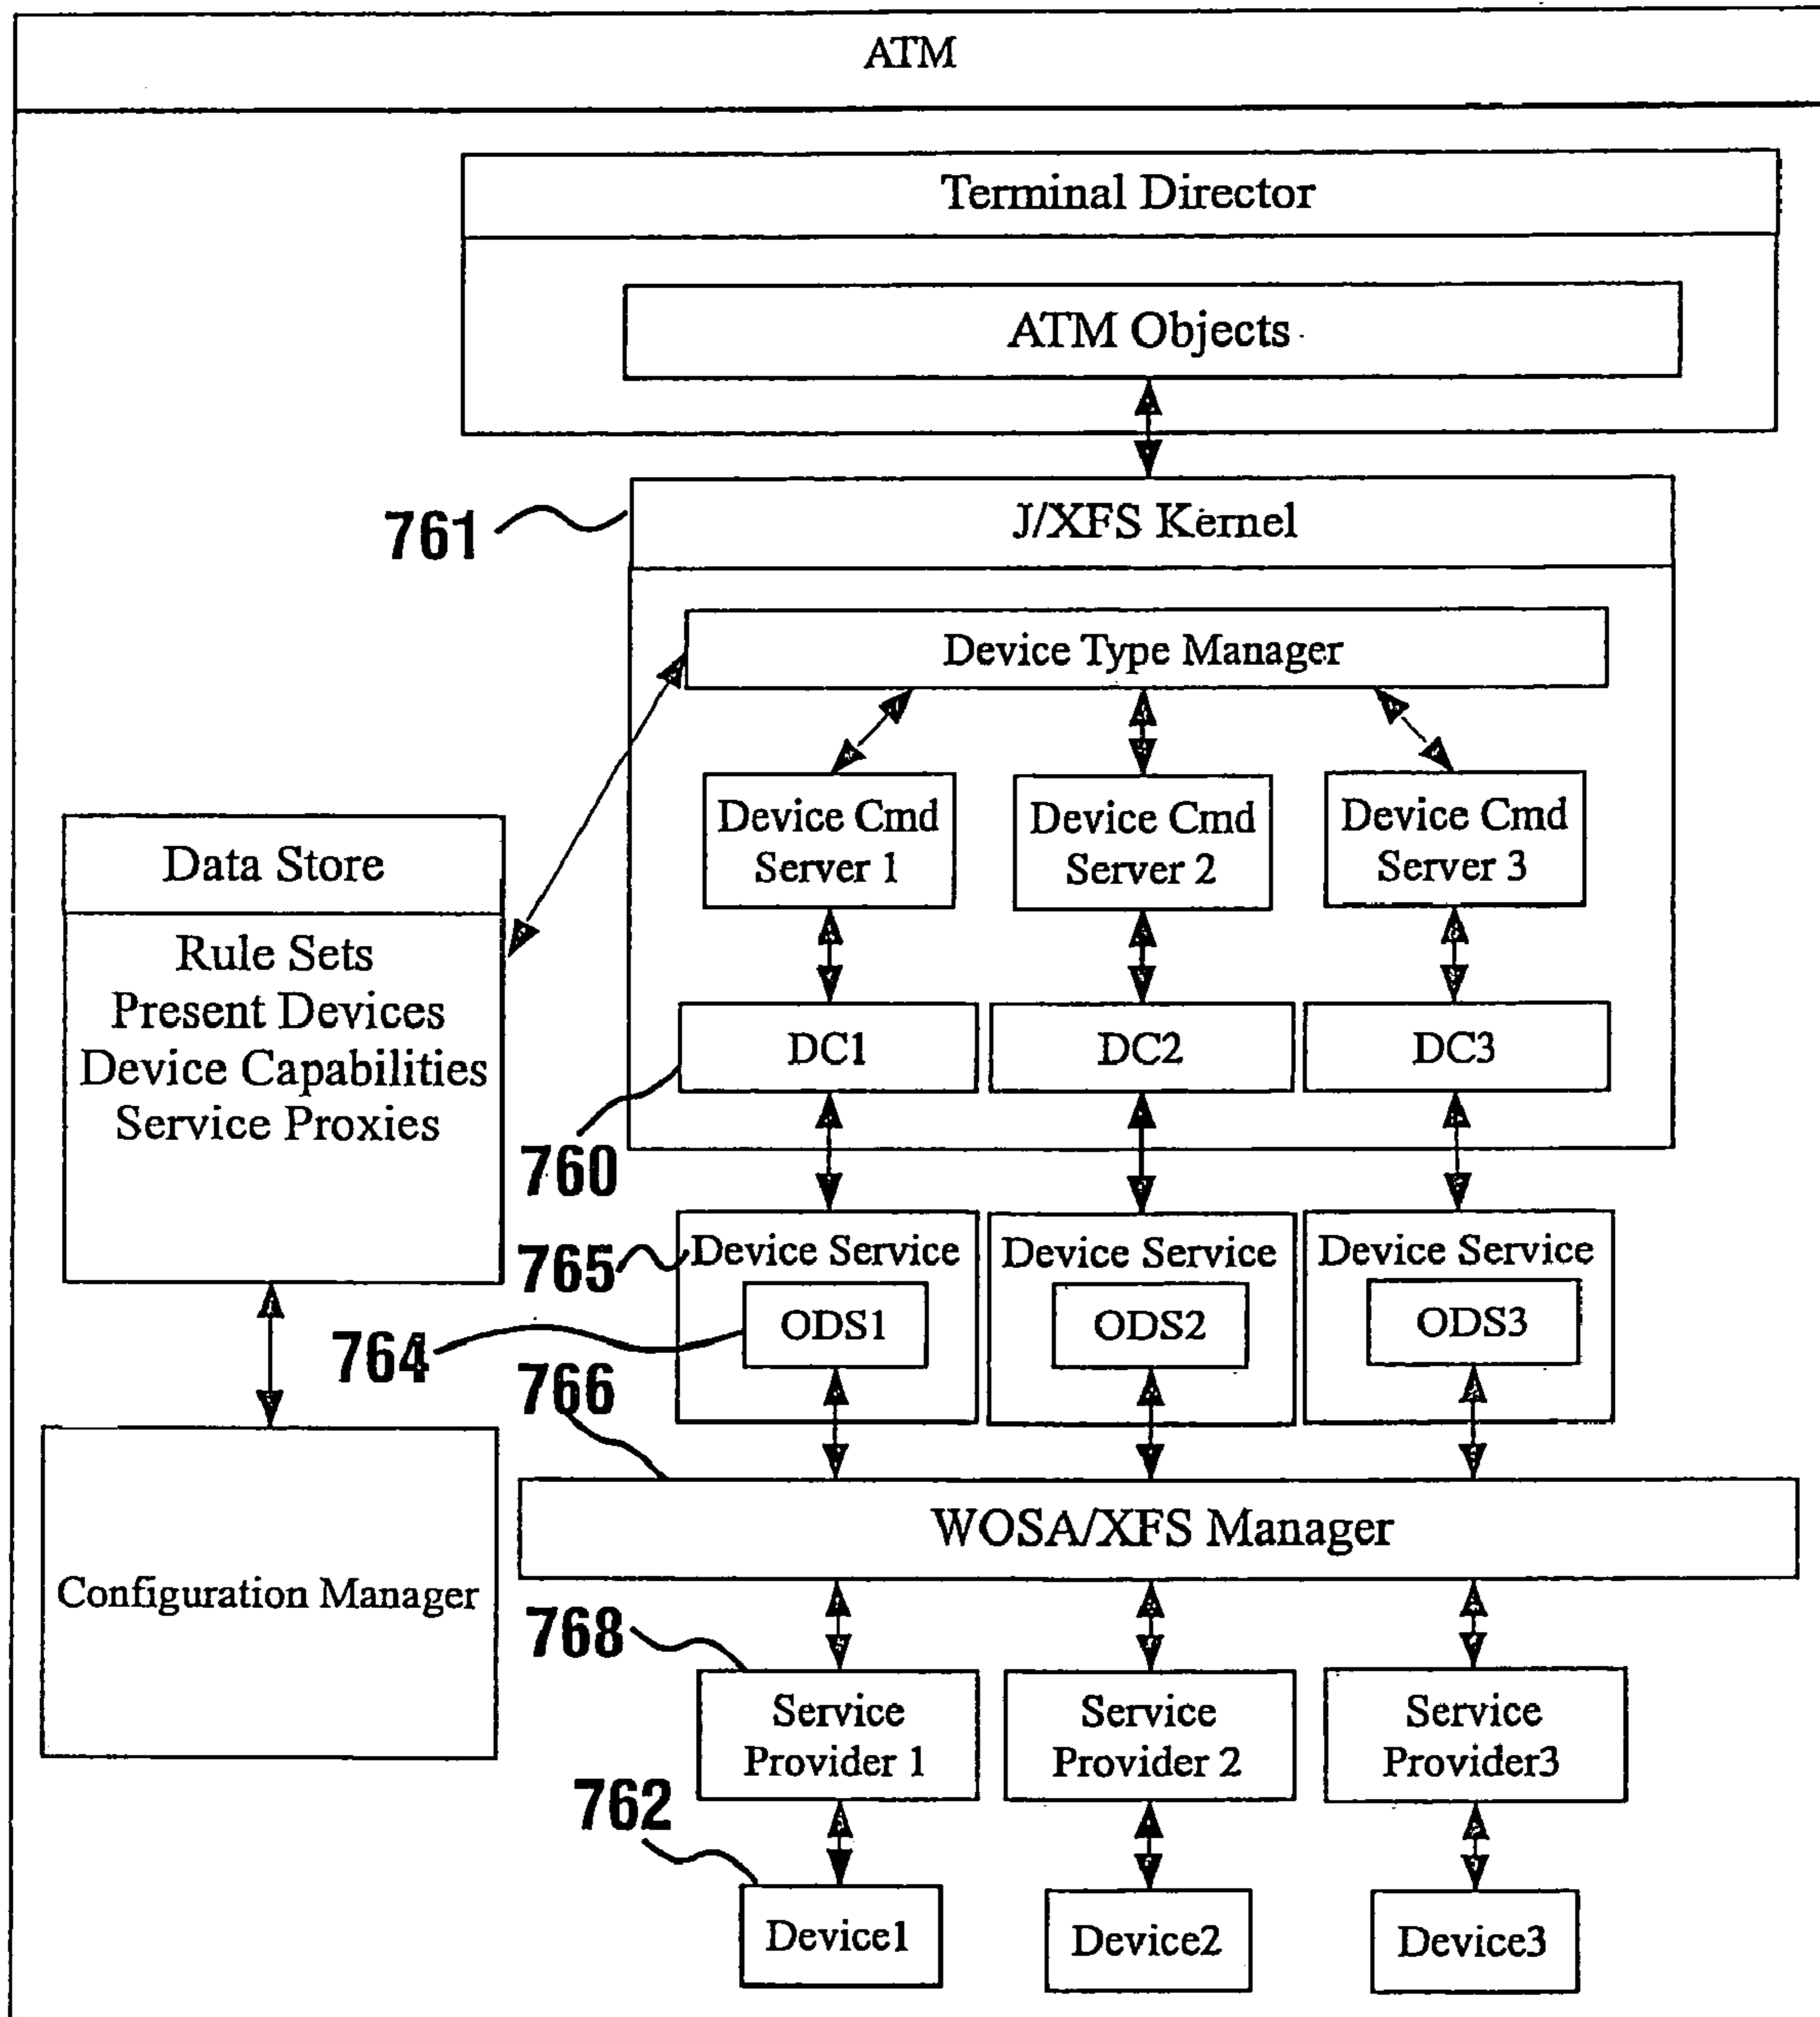 ATM
Terminal Director
ATM Objects
761
J/XFS Kernel
Device Type Manager
Device Cmd
Server 1
Device Cmd
Server 2
Device Cmd
Server 3
Data Store
Rule Sets
Present Devices
Device Capabilities
Service Proxies
DC1
DC2
DC3
760
765
Device Service
ODS1
Device Service
ODS2
Device Service
ODS3
764
766
WOSA/XFS Manager
Configuration Manager
768
Service
Provider 1
Service
Provider 2
Service
Provider3
762
Device1
Device2
Device3